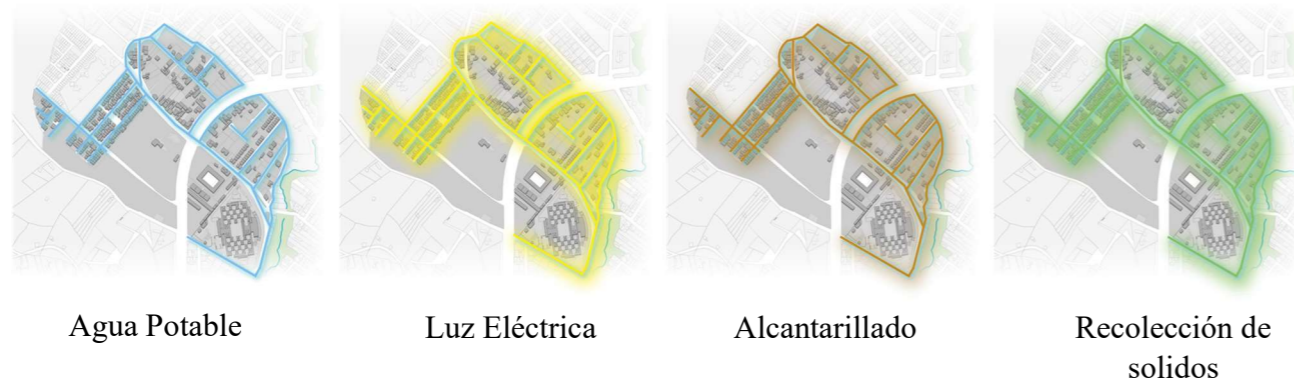 Agua Potable
Luz Eléctrica
Alcantarillado
Recolección de
solidos